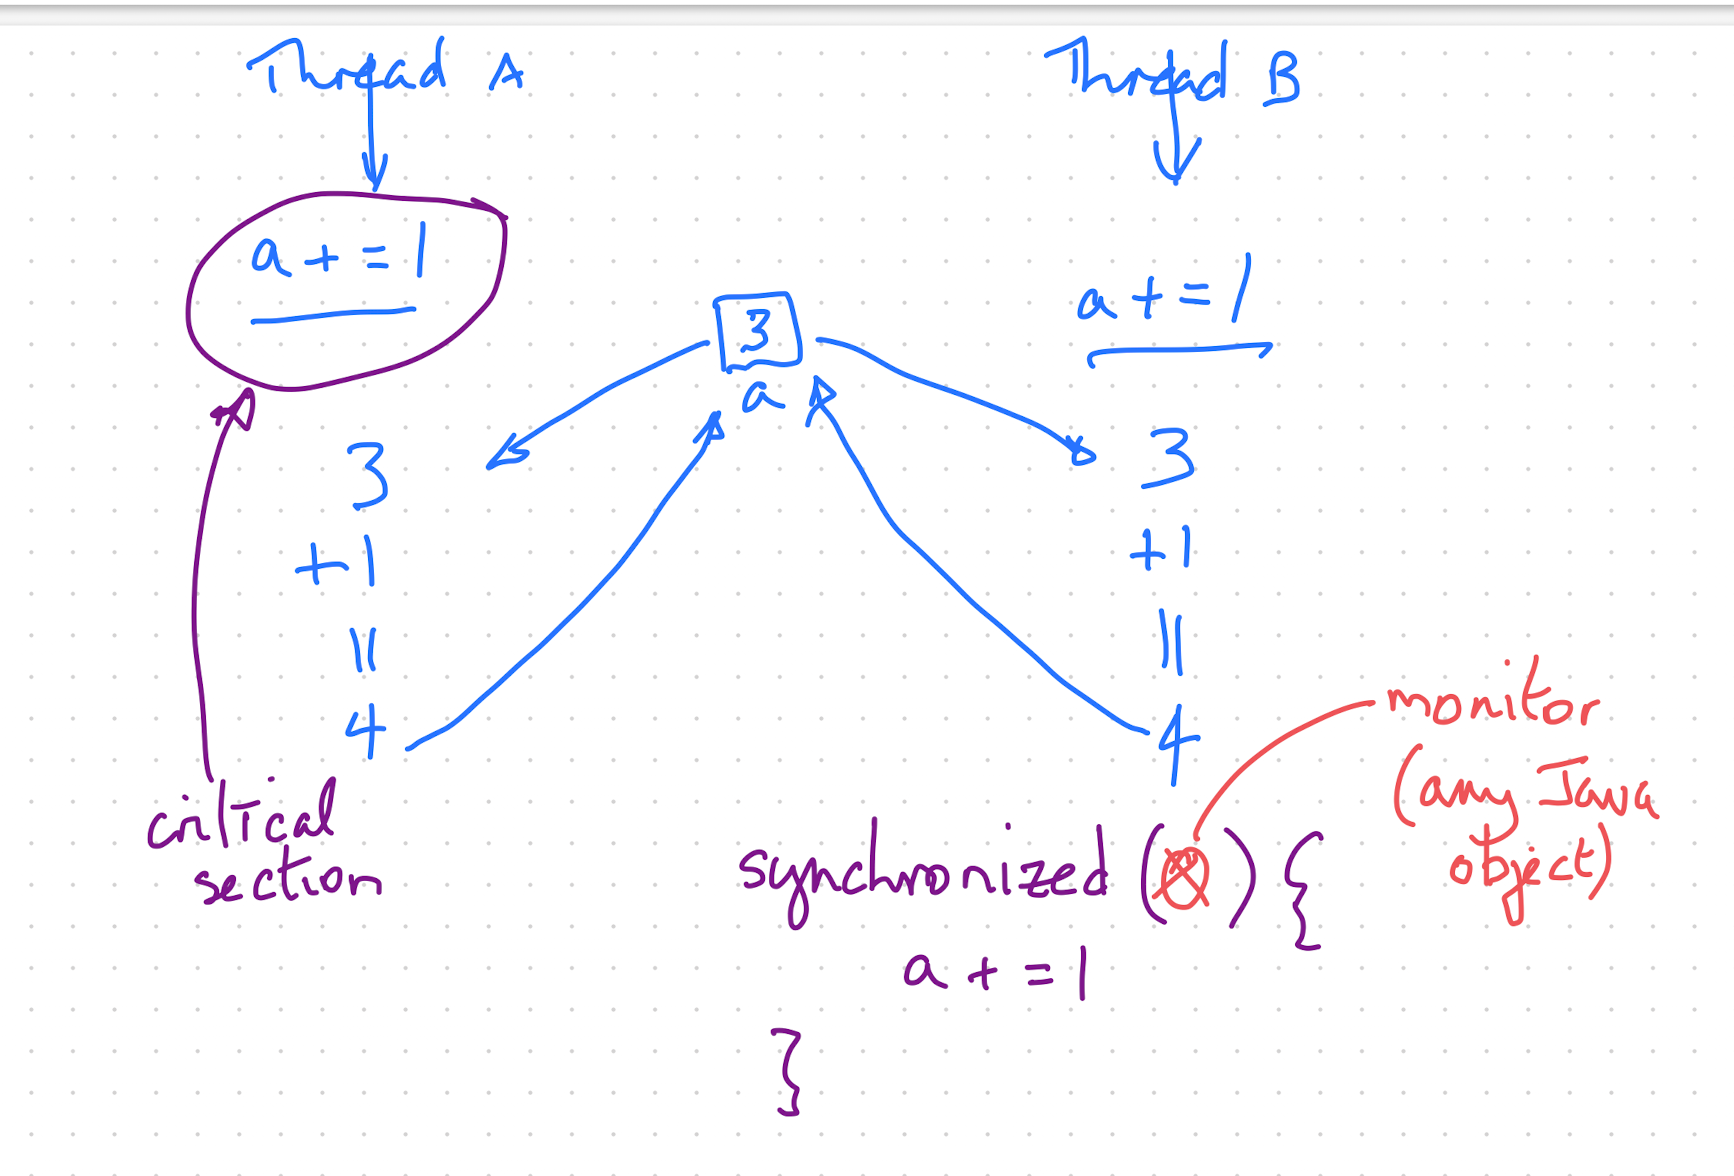 Thread A
Thread B
a += 1
a += 1
3
a
3
+1
=
4
3
+1
=
4
critical
section
monitor
(any Java
object)
synchronized ( ) {
a += 1
}